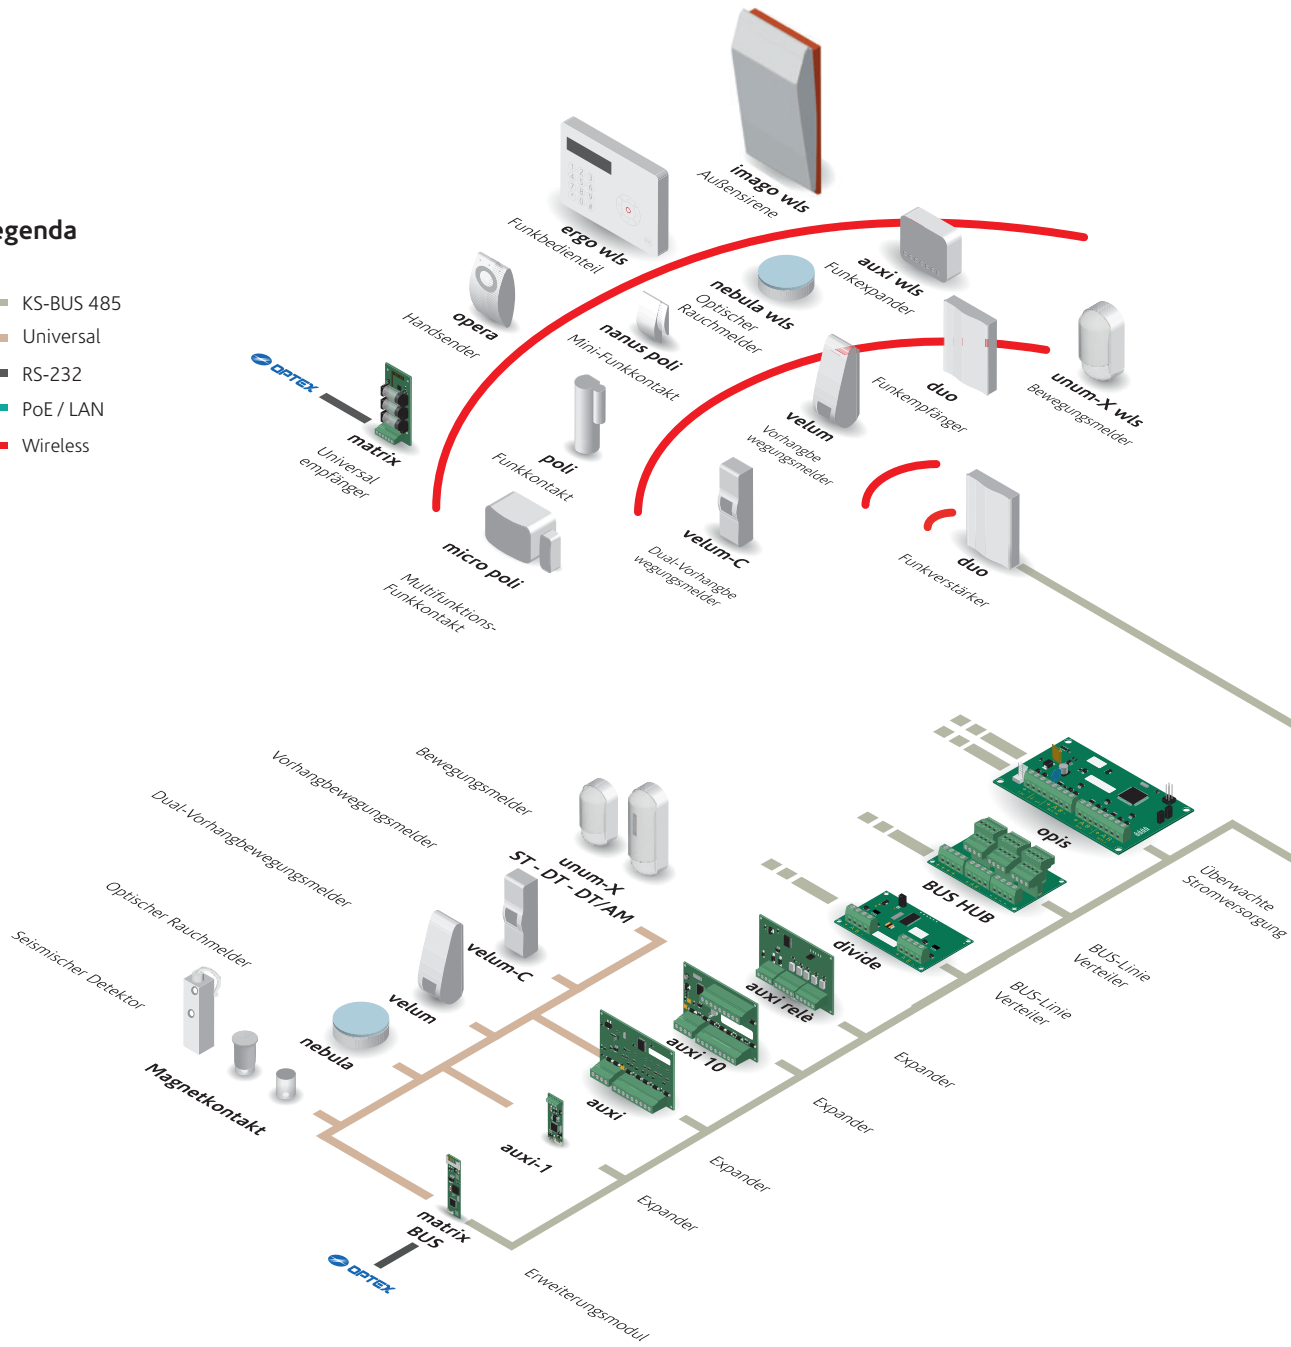 imago wls
Außensirene
ergo wls
Funkbedienteil
egenda
auxi wls
Funkexpander
nebula wls
Optischer
Rauchmelder
opera
Handsender
nanus poli
Mini-Funkkontakt
KS-BUS 485
Universal
RS-232
PoE / LAN
Wireless
OPTEX
matrix
Universal
empfänger
duo
Funkempfänger
unum-X wls
Bewegungsmelder
velum
Vorhangbe
wegungsmelder
poli
Funkkontakt
micro poli
Multifunktions-
Funkkontakt
velum-C
Dual-Vorhangbe
wegungsmelder
duo
Funkverstärker
Bewegungsmelder
Vorhangbewegungsmelder
Dual-Vorhangbewegungsmelder
Optischer Rauchmelder
Seismischer Detektor
unum-X
ST - DT - DT/AM
velum-C
velum
nebula
Magnetkontakt
opis
Überwachte
Stromversorgung
BUS HUB
BUS-Linie
Verteiler
divide
BUS-Linie
Verteiler
auxi relè
Expander
auxi 10
Expander
auxi
Expander
auxi-1
Expander
matrix
BUS
Erweiterungsmodul
OPTEX